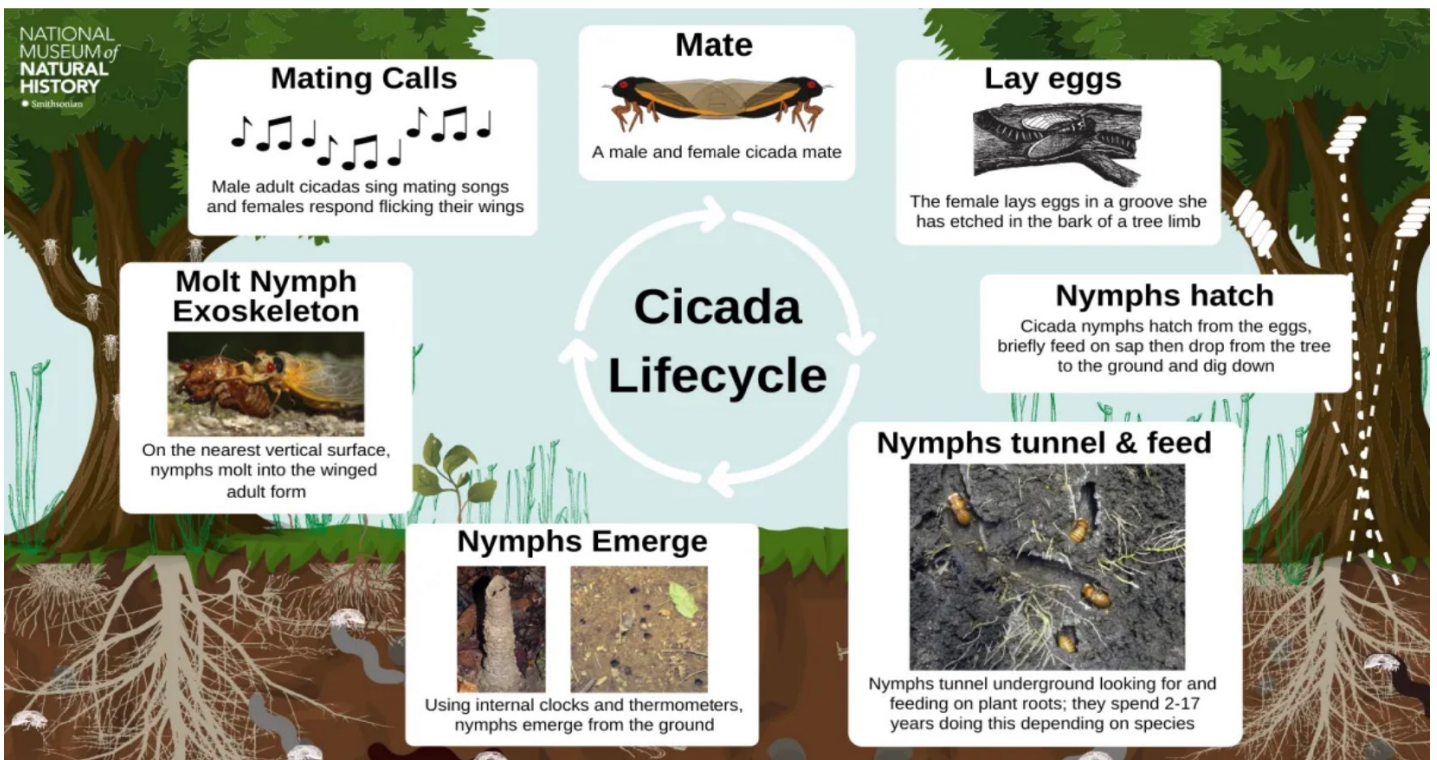 NATIONAL
MUSEUM of
NATURAL
HISTORY
Smithsonian
Mating Calls
Male adult cicadas sing mating songs
and females respond flicking their wings
Mate
A male and female cicada mate
Lay eggs
The female lays eggs in a groove she
has etched in the bark of a tree limb
Molt Nymph
Exoskeleton
On the nearest vertical surface,
nymphs molt into the winged
adult form
Cicada
Lifecycle
Nymphs hatch
Cicada nymphs hatch from the eggs,
briefly feed on sap then drop from the tree
to the ground and dig down
Nymphs Emerge
Using internal clocks and thermometers,
nymphs emerge from the ground
Nymphs tunnel & feed
Nymphs tunnel underground looking for and
feeding on plant roots; they spend 2-17
years doing this depending on species